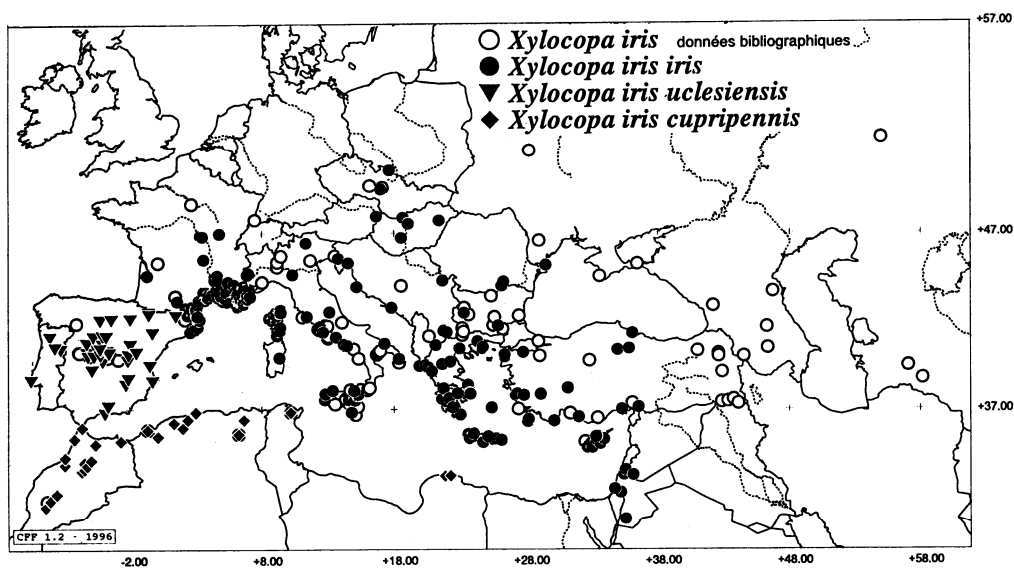 +57.00
Xylocopa iris données bibliographiques
Xylocopa iris iris
Xylocopa iris uclesiensis
Xylocopa iris cupripennis
+47.00
+37.00
CFF 1.2 - 1996
-2.00 +8.00 +18.00 +28.00 +38.00 +48.00 +58.00